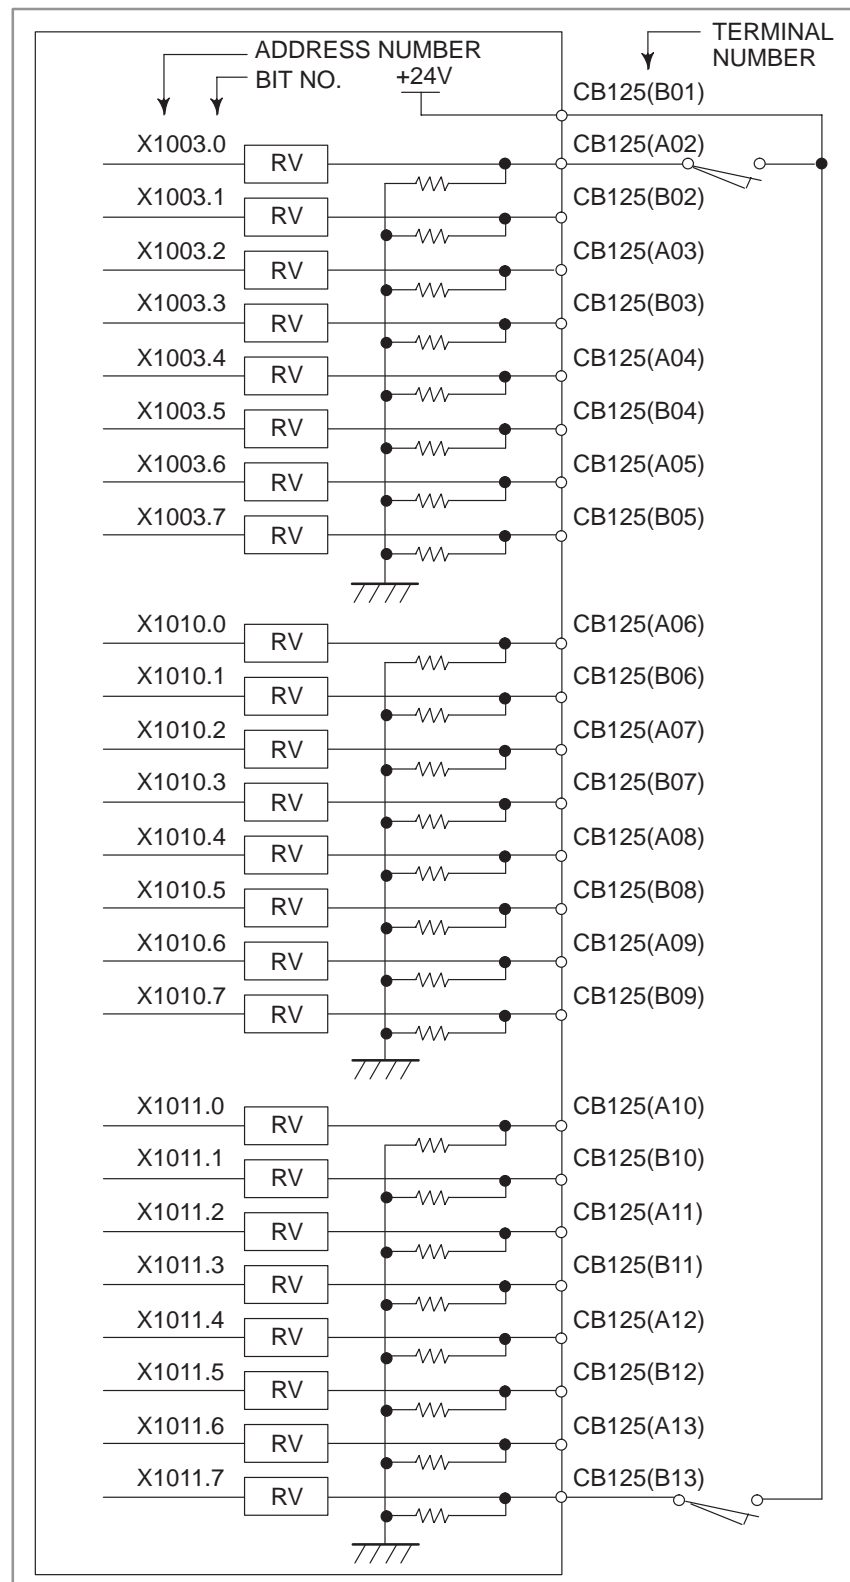 TERMINAL
NUMBER
ADDRESS NUMBER
BIT NO.
+24V
CB125(B01)
X1003.0 RV CB125(A02)
X1003.1 RV CB125(B02)
X1003.2 RV CB125(A03)
X1003.3 RV CB125(B03)
X1003.4 RV CB125(A04)
X1003.5 RV CB125(B04)
X1003.6 RV CB125(A05)
X1003.7 RV CB125(B05)
X1010.0 RV CB125(A06)
X1010.1 RV CB125(B06)
X1010.2 RV CB125(A07)
X1010.3 RV CB125(B07)
X1010.4 RV CB125(A08)
X1010.5 RV CB125(B08)
X1010.6 RV CB125(A09)
X1010.7 RV CB125(B09)
X1011.0 RV CB125(A10)
X1011.1 RV CB125(B10)
X1011.2 RV CB125(A11)
X1011.3 RV CB125(B11)
X1011.4 RV CB125(A12)
X1011.5 RV CB125(B12)
X1011.6 RV CB125(A13)
X1011.7 RV CB125(B13)